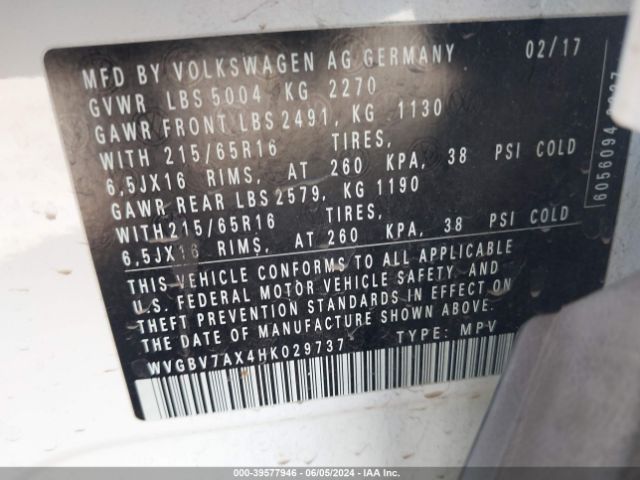 MFD BY VOLKSWAGEN AG GERMANY 02/17
GVWR LBS 5004 KG 2270
GAWR FRONT LBS 2491, KG 1130
WITH 215/65R16 TIRES,
6,5JX16 RIMS, AT 260 KPA, 38 PSI COLD
GAWR REAR LBS 2579, KG 1190
WITH 215/65R16 TIRES,
6,5JX16 RIMS, AT 260 KPA, 38 PSI COLD
THIS VEHICLE CONFORMS TO ALL APPLICABLE
U.S. FEDERAL MOTOR VEHICLE SAFETY AND
THEFT PREVENTION STANDARDS IN EFFECT ON
THE DATE OF MANUFACTURE SHOWN ABOVE.
WVGBV7AX4HK029737 TYPE: MPV
6056094
000-39577946 06/05/2024 IAA Inc.